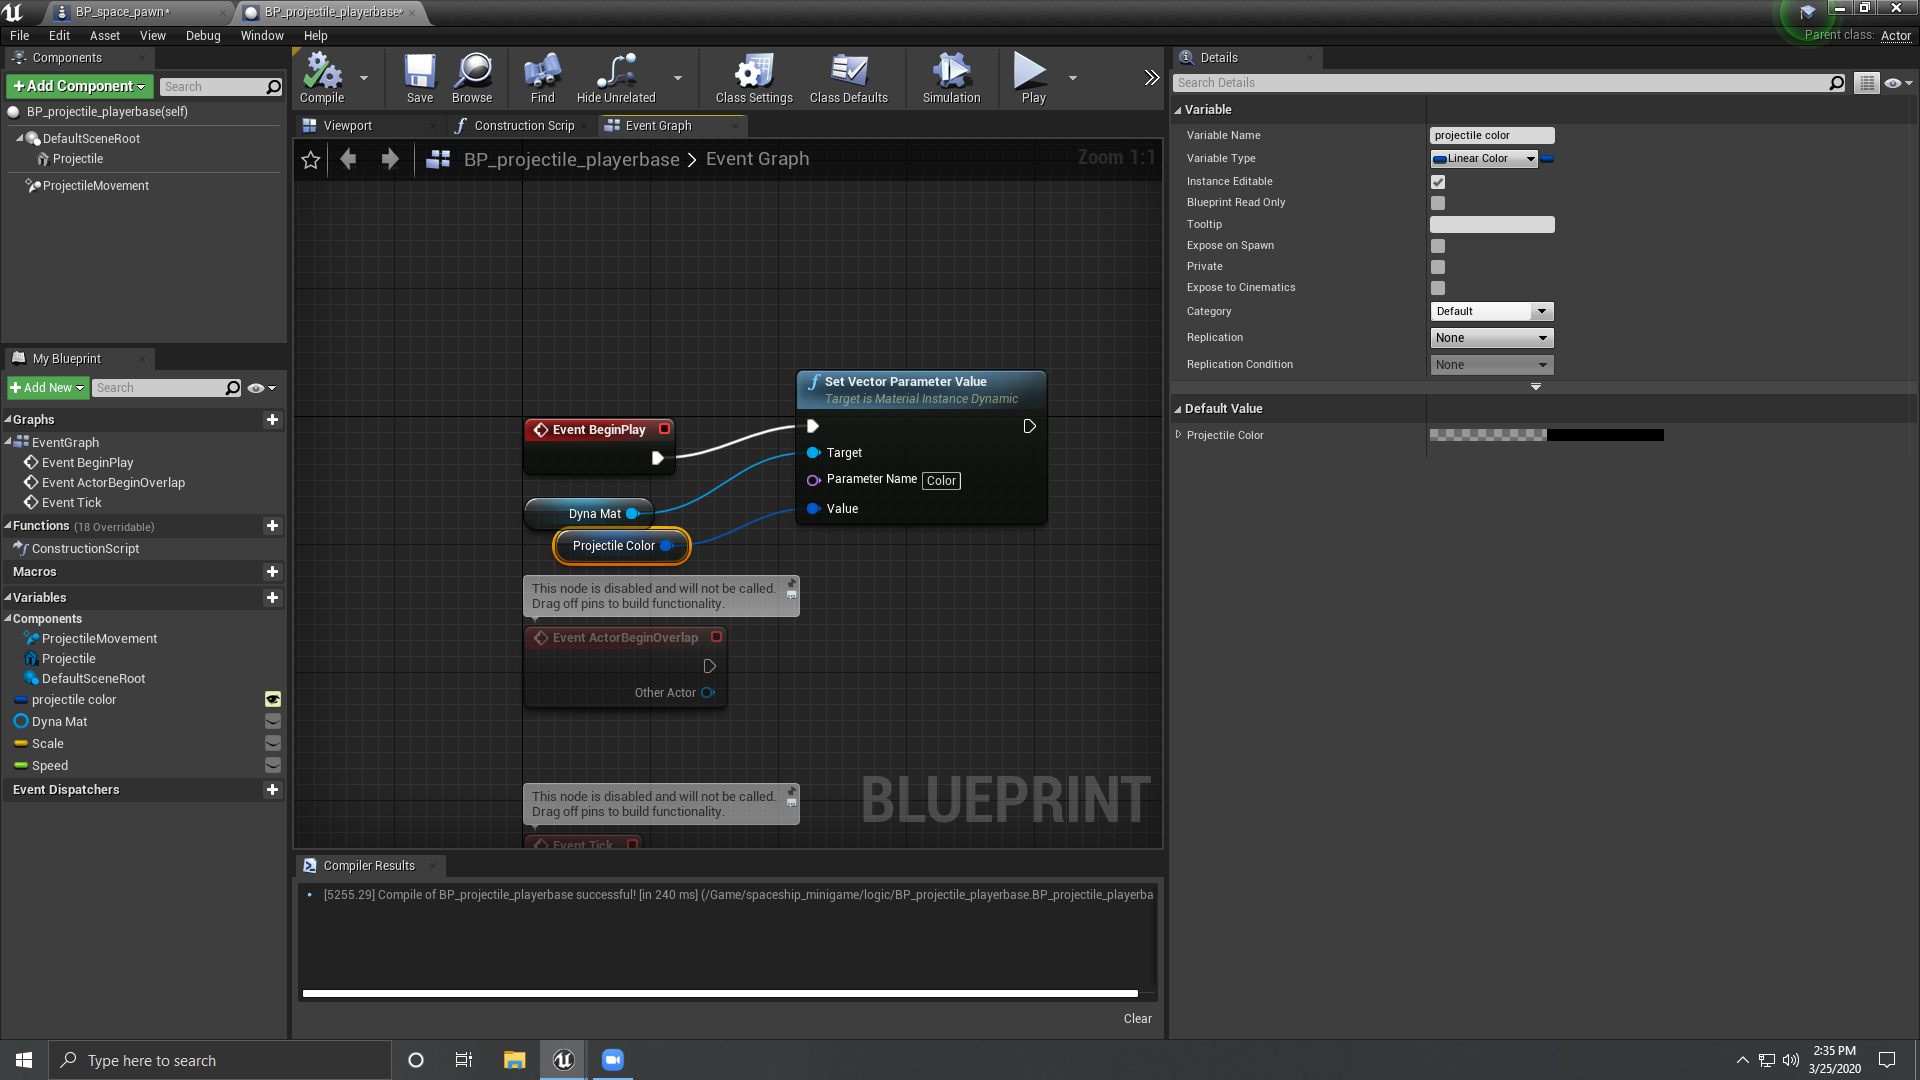 BP_space_pawn*
BP_projectile_playerbase*
File Edit Asset View Debug Window Help
Parent class: Actor
Components
Add Component
Search
BP_projectile_playerbase(self)
DefaultSceneRoot
Projectile
ProjectileMovement
Compile
Save
Browse
Find
Hide Unrelated
Class Settings
Class Defaults
Simulation
Play
Viewport
Construction Scrip
Event Graph
BP_projectile_playerbase > Event Graph
Zoom 1:1
My Blueprint
Add New
Search
Graphs
EventGraph
Event BeginPlay
Event ActorBeginOverlap
Event Tick
Functions (18 Overridable)
ConstructionScript
Macros
Variables
Components
ProjectileMovement
Projectile
DefaultSceneRoot
projectile color
Dyna Mat
Scale
Speed
Event Dispatchers
Set Vector Parameter Value
Target is Material Instance Dynamic
Target
Parameter Name Color
Value
Event BeginPlay
Dyna Mat
Projectile Color
This node is disabled and will not be called.
Drag off pins to build functionality.
Event ActorBeginOverlap
Other Actor
This node is disabled and will not be called.
Drag off pins to build functionality.
Event Tick
BLUEPRINT
Compiler Results
[5255.29] Compile of BP_projectile_playerbase successful! [in 240 ms] (/Game/spaceship_minigame/logic/BP_projectile_playerbase.BP_projectile_playerba
Clear
Details
Search Details
Variable
Variable Name projectile color
Variable Type Linear Color
Instance Editable
Blueprint Read Only
Tooltip
Expose on Spawn
Private
Expose to Cinematics
Category Default
Replication None
Replication Condition None
Default Value
Projectile Color
Type here to search
2:35 PM
3/25/2020